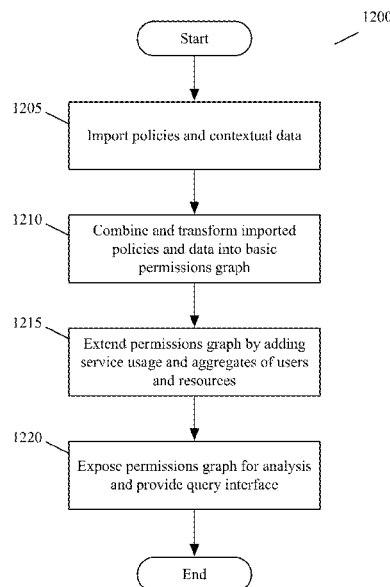 1200
Start
1205
Import policies and contextual data
1210
Combine and transform imported
policies and data into basic
permissions graph
1215
Extend permissions graph by adding
service usage and aggregates of users
and resources
1220
Expose permissions graph for analysis
and provide query interface
End